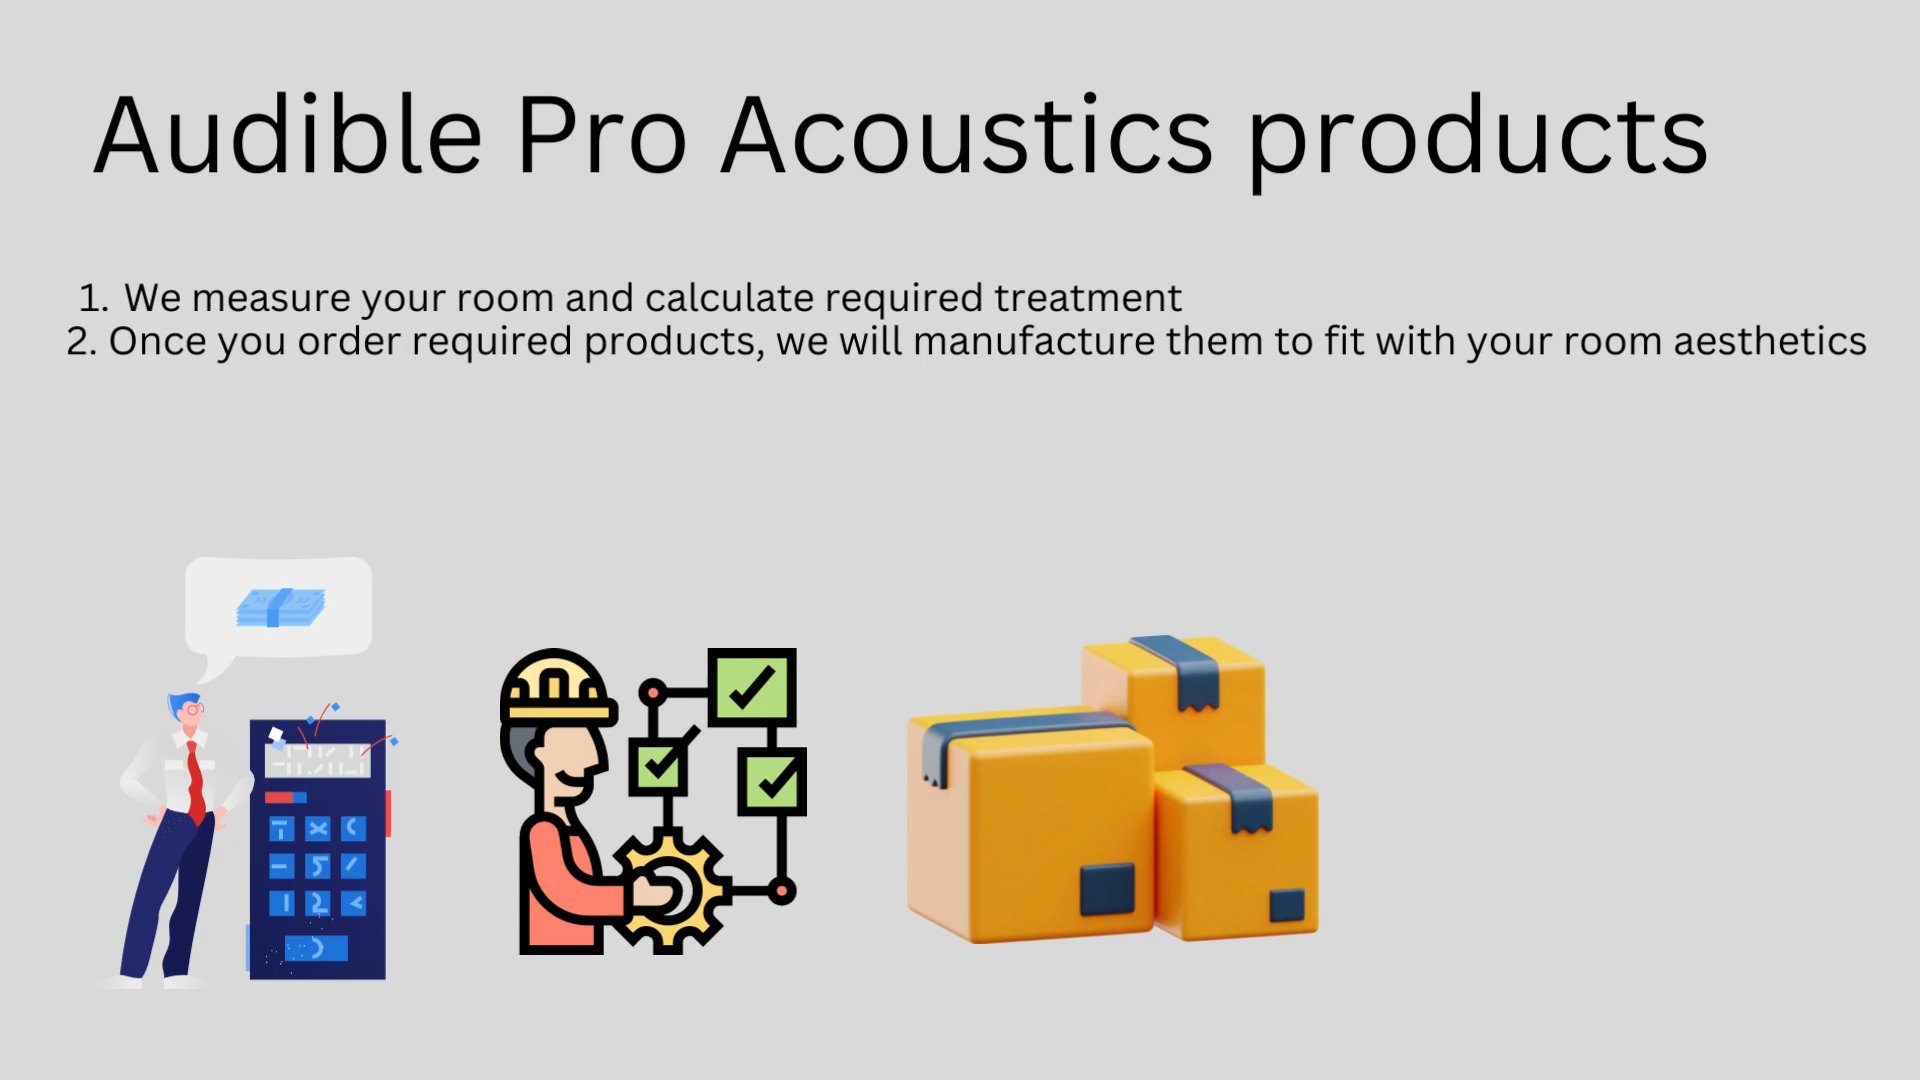 Audible Pro Acoustics products
1. We measure your room and calculate required treatment
2. Once you order required products, we will manufacture them to fit with your room aesthetics